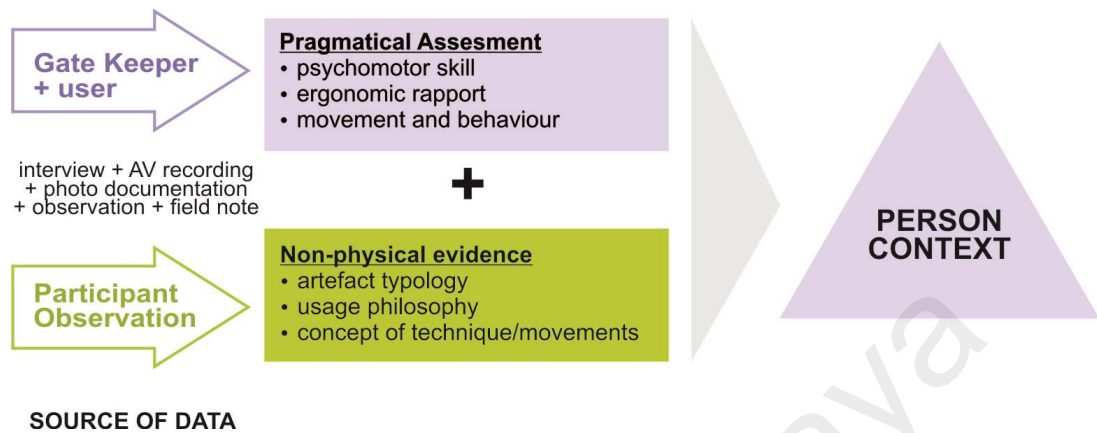 Gate Keeper
+ user
Pragmatical Assesment
• psychomotor skill
• ergonomic rapport
• movement and behaviour
interview + AV recording
+ photo documentation
+ observation + field note
+
Participant
Observation
Non-physical evidence
• artefact typology
• usage philosophy
• concept of technique/movements
PERSON
CONTEXT
SOURCE OF DATA
aya